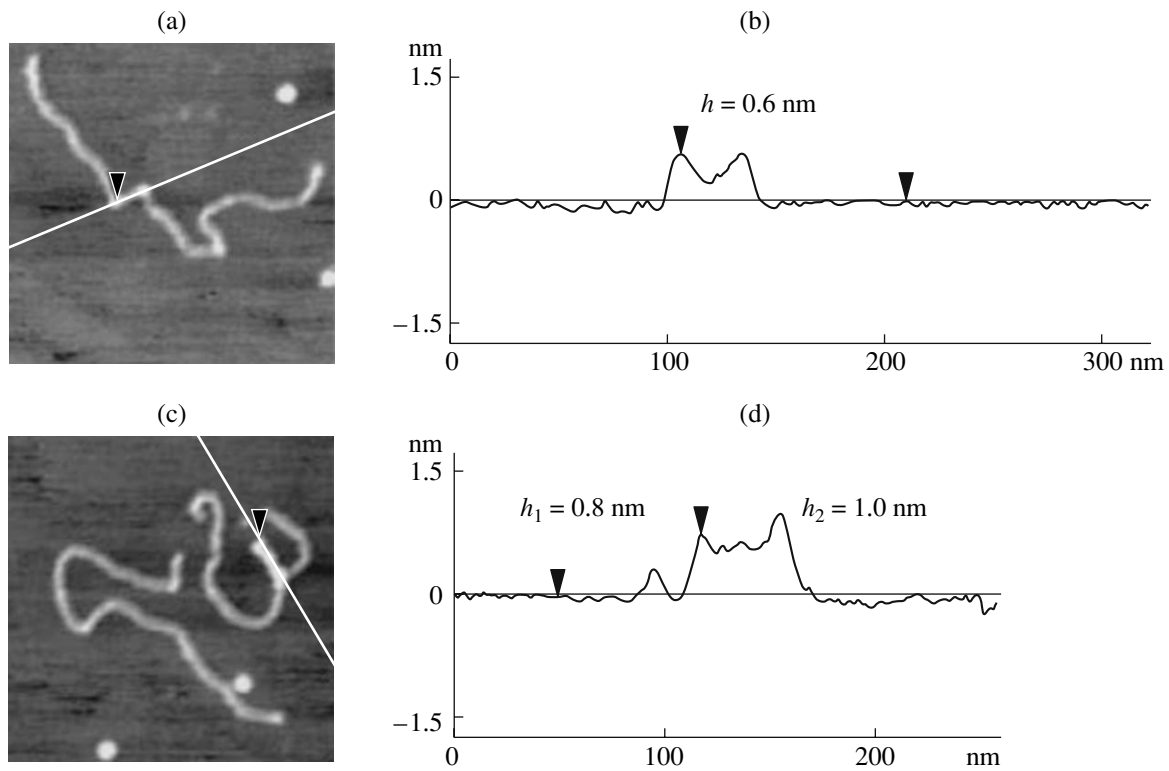 (a)
(b)
nm
1.5
h = 0.6 nm
0
–1.5
0 100 200 300 nm
(c)
(d)
nm
1.5
h1 = 0.8 nm h2 = 1.0 nm
0
–1.5
0 100 200 nm